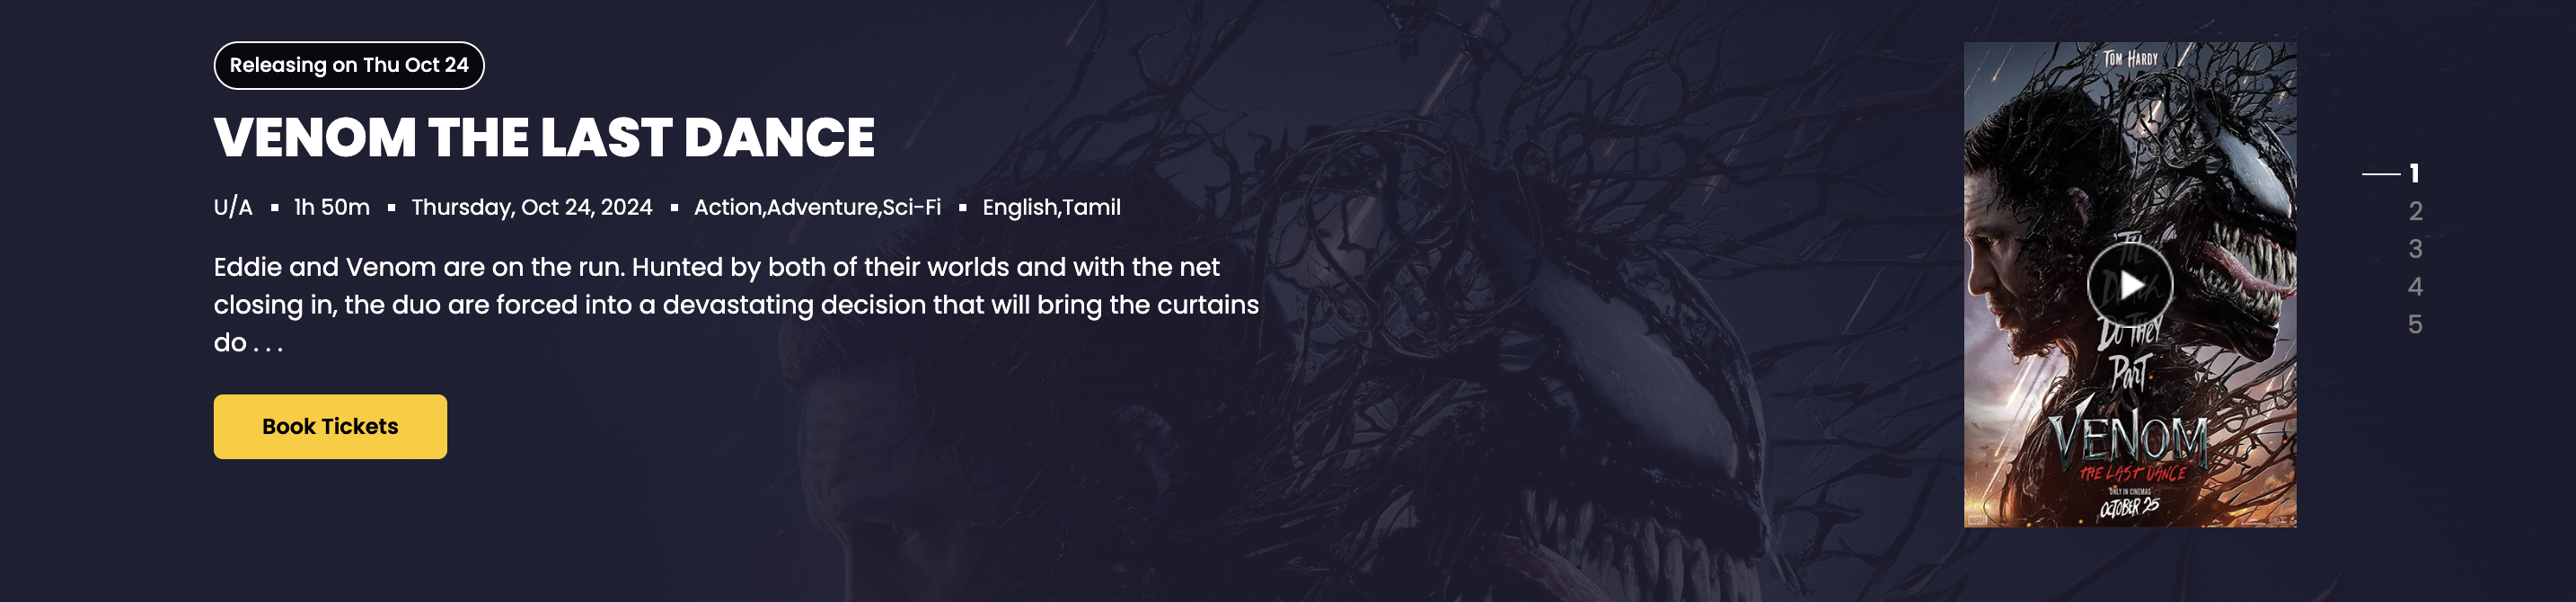 Releasing on Thu Oct 24
VENOM THE LAST DANCE
U/A ▪ 1h 50m ▪ Thursday, Oct 24, 2024 ▪ Action,Adventure,Sci-Fi ▪ English,Tamil
Eddie and Venom are on the run. Hunted by both of their worlds and with the net
closing in, the duo are forced into a devastating decision that will bring the curtains
do . . .
Book Tickets
TOM HARDY
'TIL
DEATH
DO THEY
PART.
VENOM
THE LAST DANCE
ONLY IN CINEMAS
OCTOBER 25
1
2
3
4
5